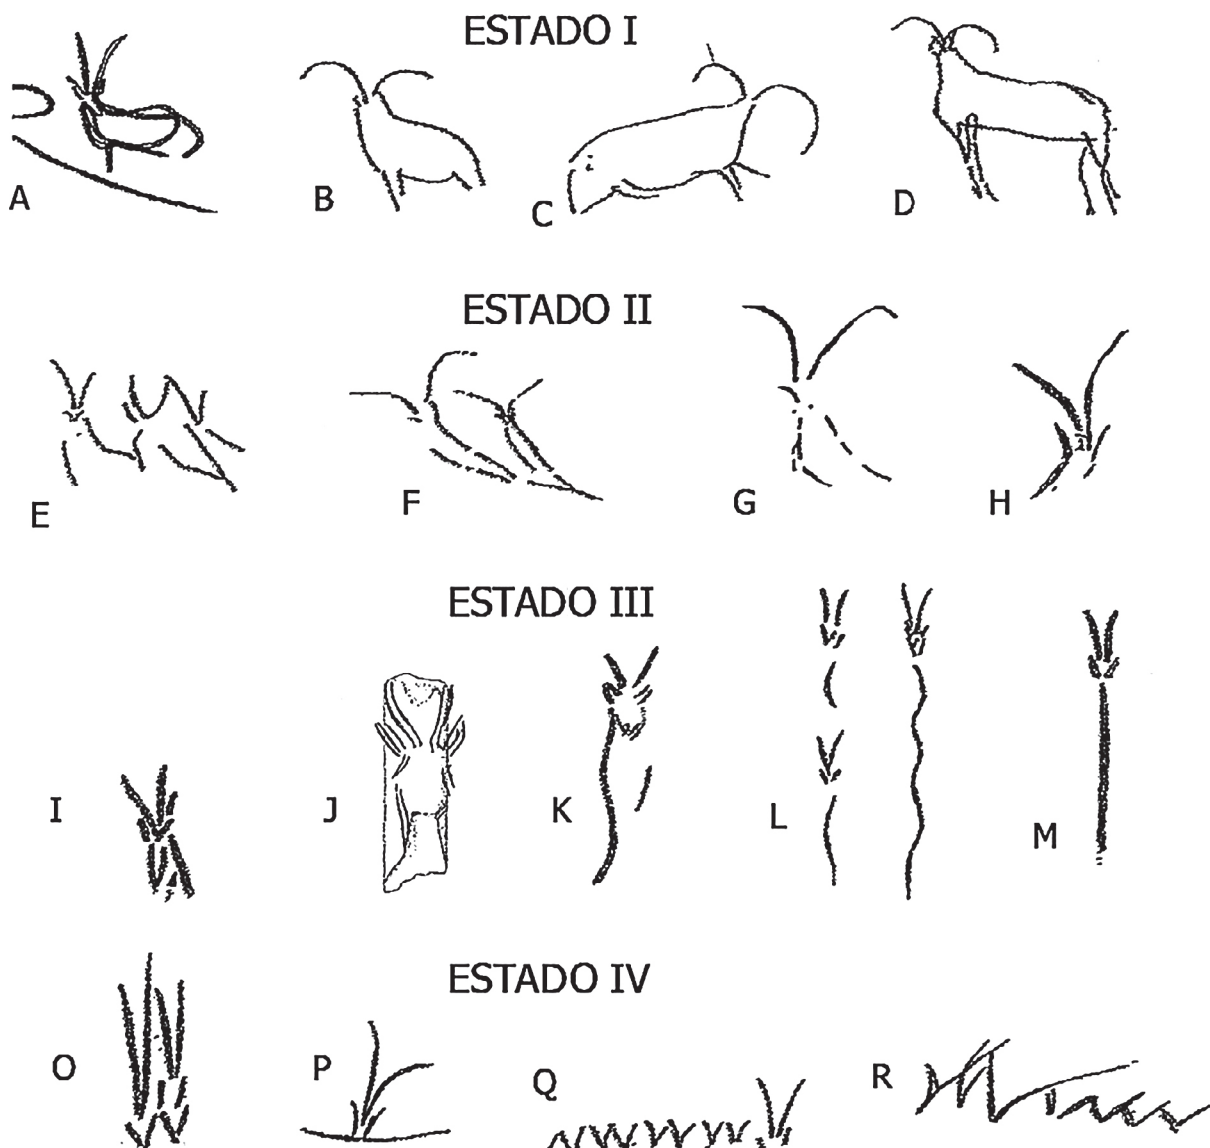 ESTADO I
A B C D
ESTADO II
E F G H
ESTADO III
I J K L M
ESTADO IV
O P Q R